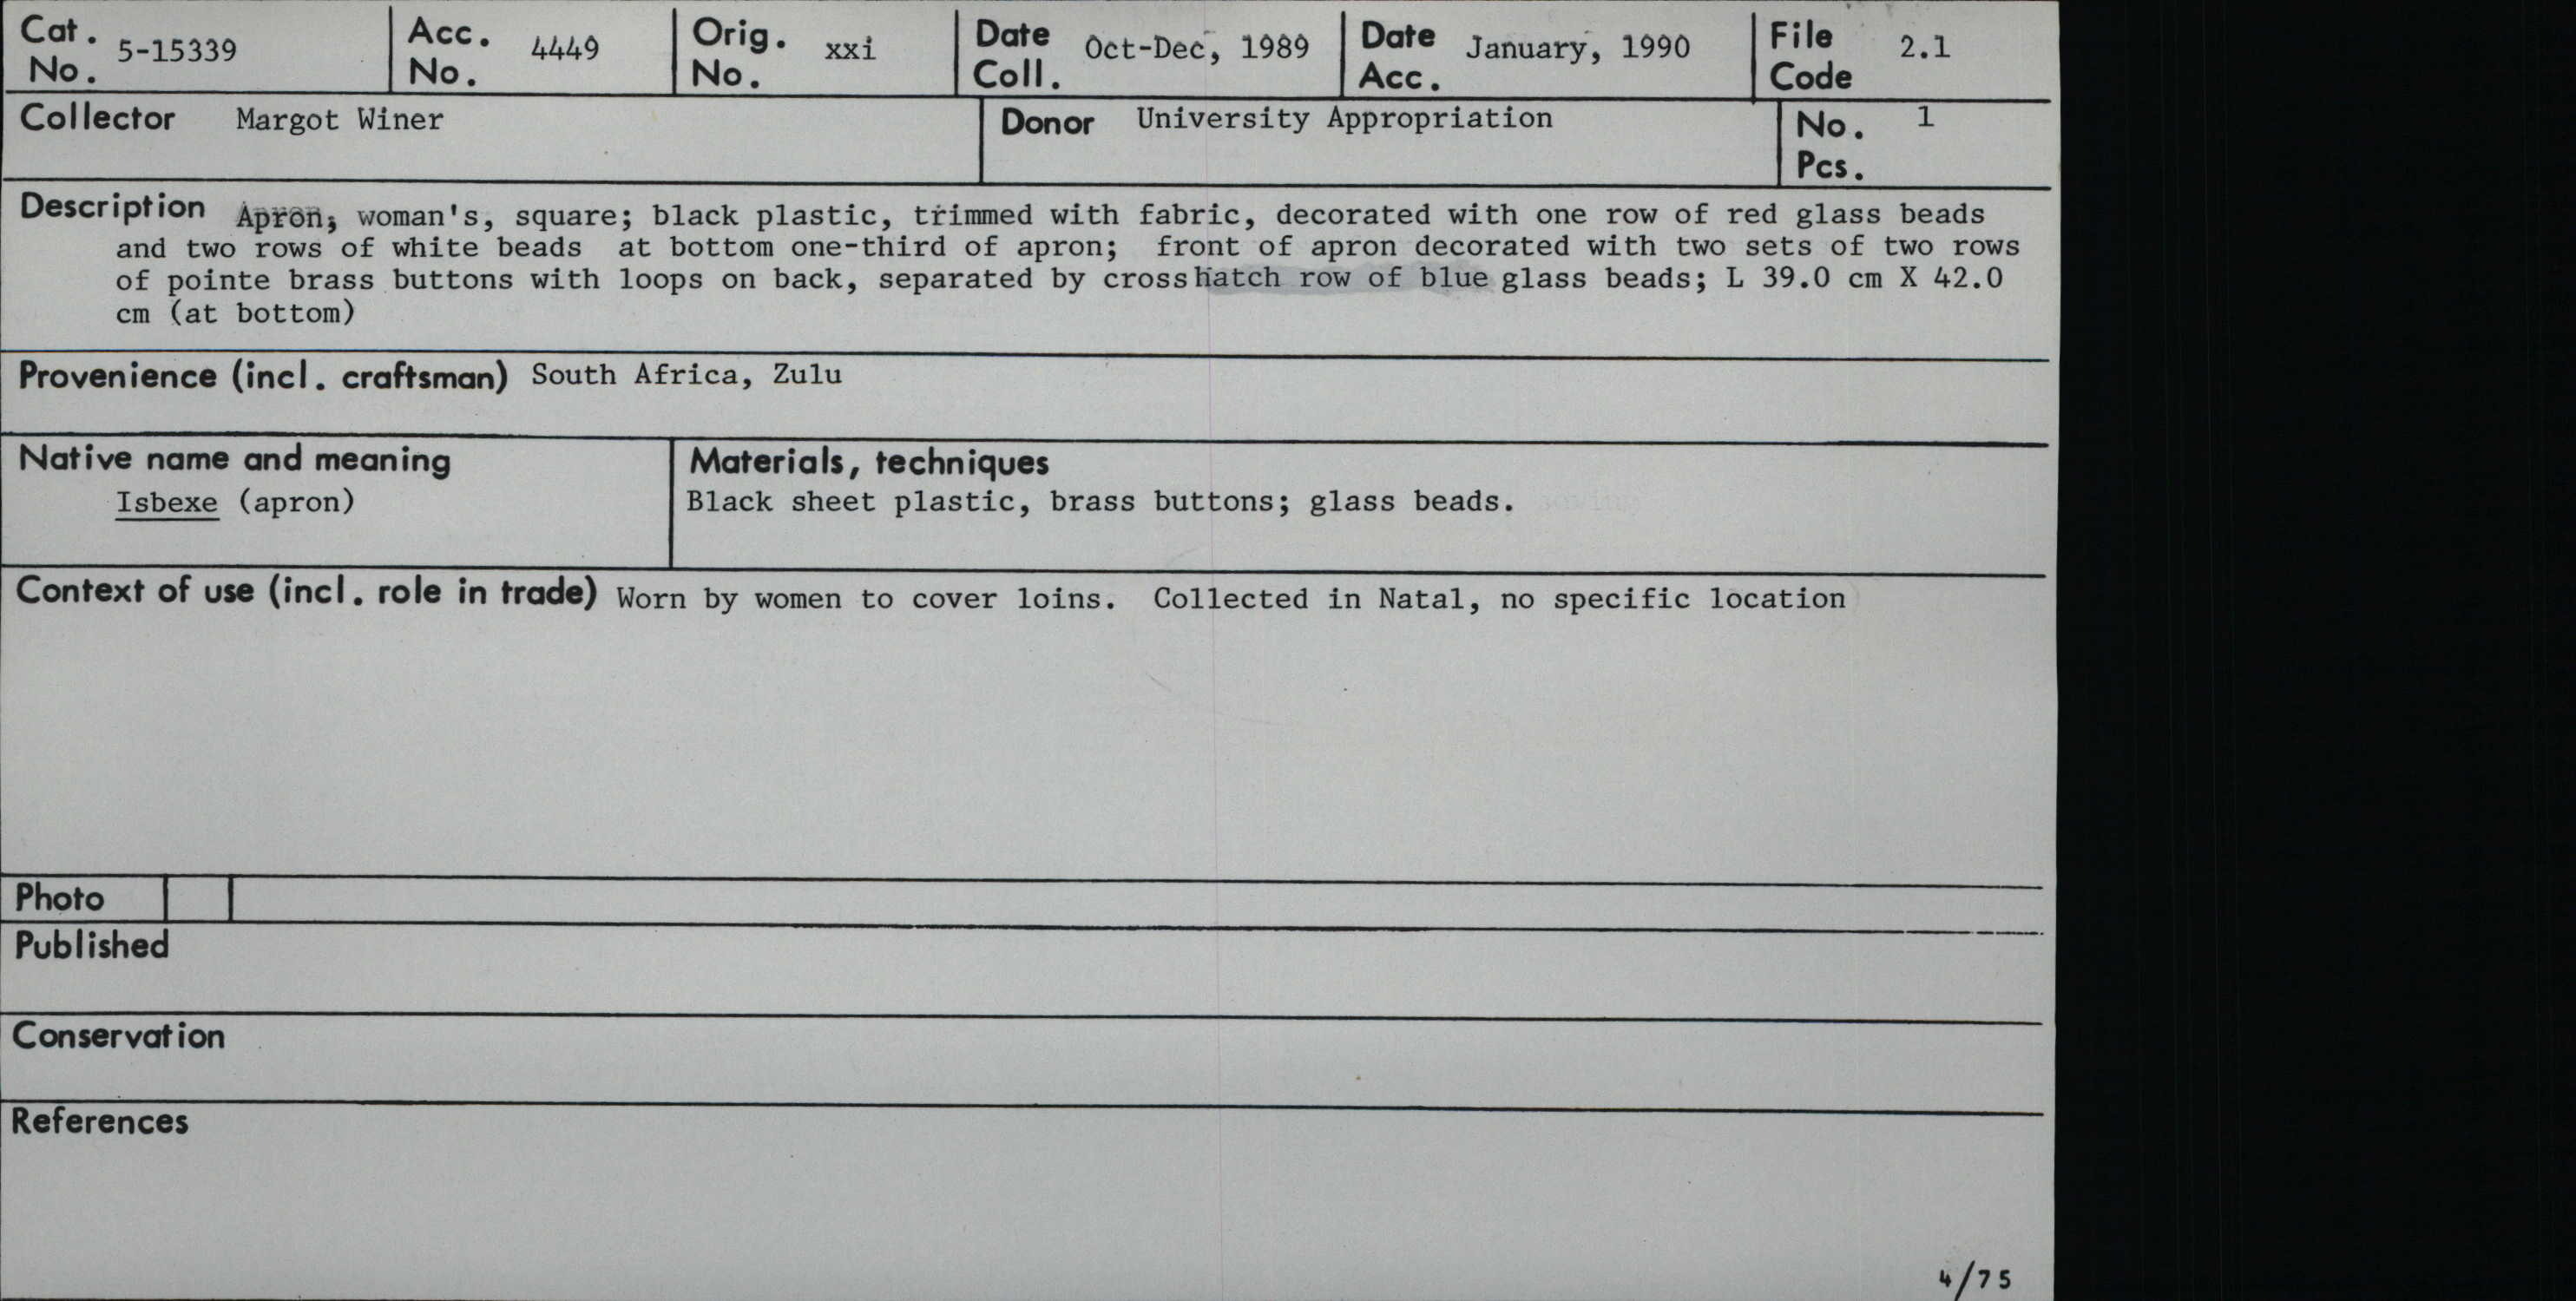 Cat. No. 5-15339
Acc. No. 4449
Orig. No. xxi
Date Coll. Oct-Dec, 1989
Date Acc. January, 1990
File Code 2.1
Collector Margot Winer
Donor University Appropriation
No. Pcs. 1
Description Apron, woman's, square; black plastic, trimmed with fabric, decorated with one row of red glass beads
and two rows of white beads at bottom one-third of apron; front of apron decorated with two sets of two rows
of pointe brass buttons with loops on back, separated by crosshatch row of blue glass beads; L 39.0 cm X 42.0
cm (at bottom)
Provenience (incl. craftsman) South Africa, Zulu
Native name and meaning
Isbexe (apron)
Materials, techniques
Black sheet plastic, brass buttons; glass beads.
Context of use (incl. role in trade) Worn by women to cover loins. Collected in Natal, no specific location
Photo
Published
Conservation
References
4/75